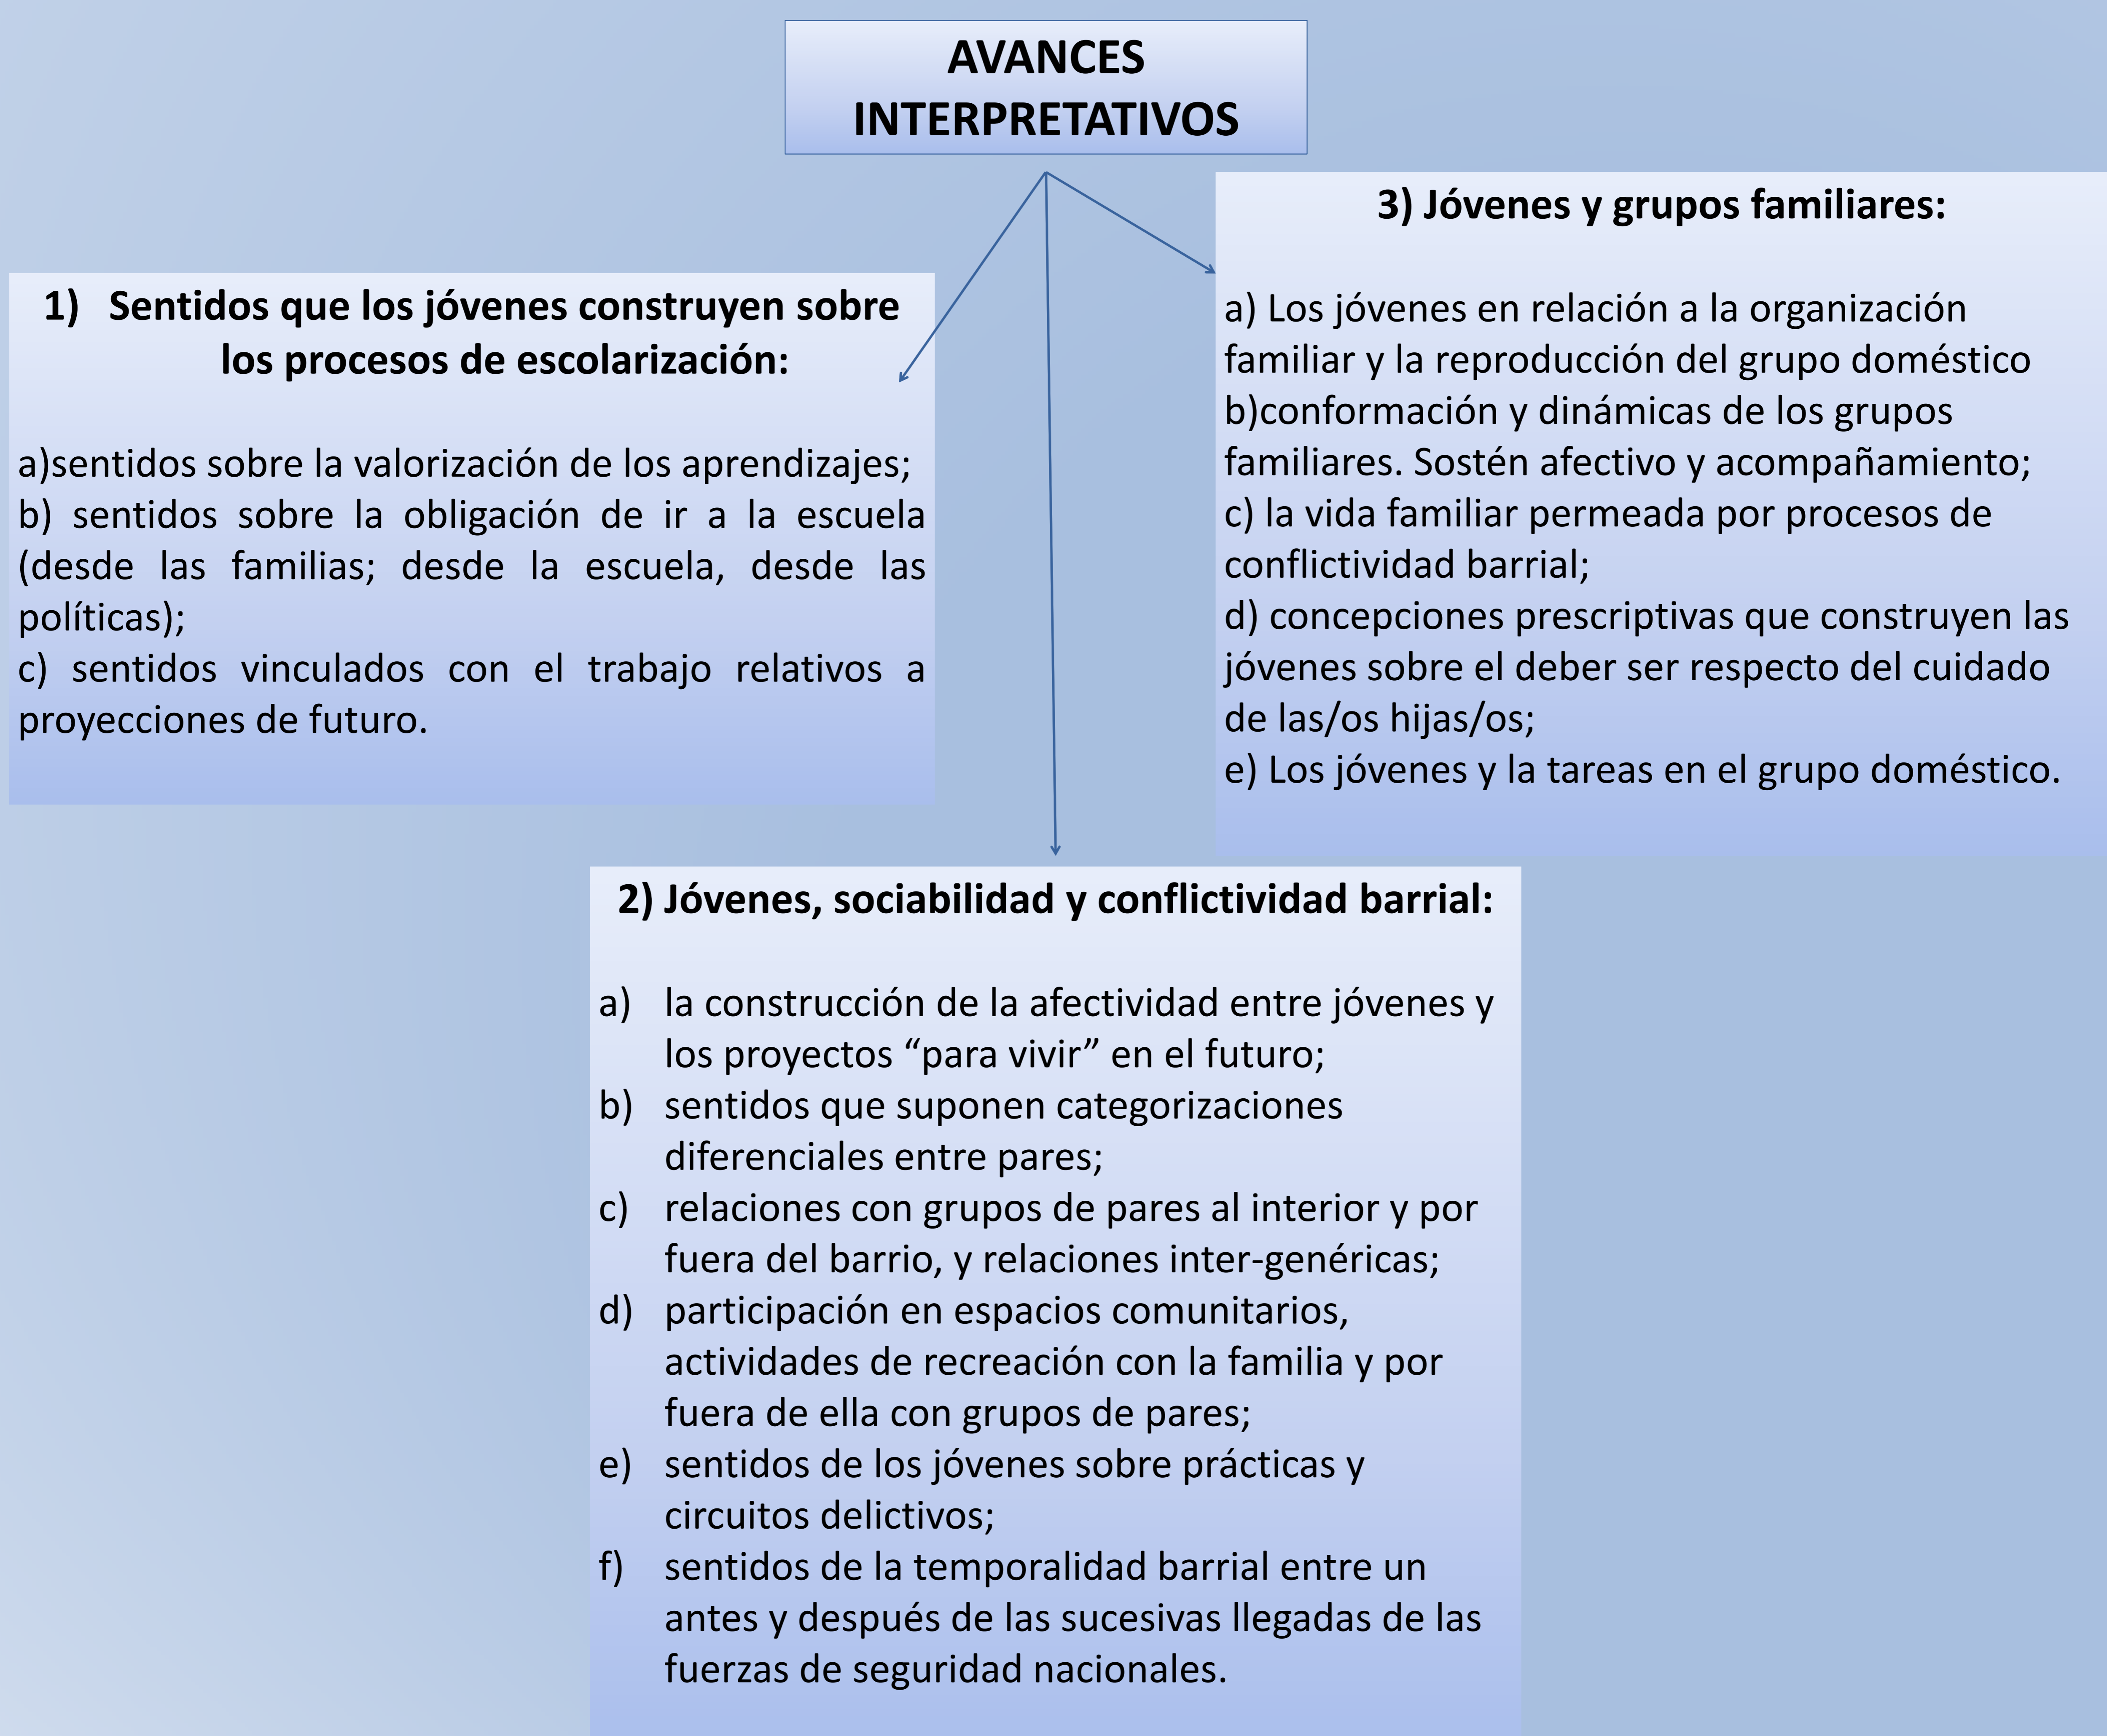 AVANCES
INTERPRETATIVOS
1) Sentidos que los jóvenes construyen sobre
los procesos de escolarización:
a)sentidos sobre la valorización de los aprendizajes;
b) sentidos sobre la obligación de ir a la escuela
(desde las familias; desde la escuela, desde las
políticas);
c) sentidos vinculados con el trabajo relativos a
proyecciones de futuro.
2) Jóvenes, sociabilidad y conflictividad barrial:
a) la construcción de la afectividad entre jóvenes y
los proyectos “para vivir” en el futuro;
b) sentidos que suponen categorizaciones
diferenciales entre pares;
c) relaciones con grupos de pares al interior y por
fuera del barrio, y relaciones inter-genéricas;
d) participación en espacios comunitarios,
actividades de recreación con la familia y por
fuera de ella con grupos de pares;
e) sentidos de los jóvenes sobre prácticas y
circuitos delictivos;
f) sentidos de la temporalidad barrial entre un
antes y después de las sucesivas llegadas de las
fuerzas de seguridad nacionales.
3) Jóvenes y grupos familiares:
a) Los jóvenes en relación a la organización
familiar y la reproducción del grupo doméstico
b)conformación y dinámicas de los grupos
familiares. Sostén afectivo y acompañamiento;
c) la vida familiar permeada por procesos de
conflictividad barrial;
d) concepciones prescriptivas que construyen las
jóvenes sobre el deber ser respecto del cuidado
de las/os hijas/os;
e) Los jóvenes y la tareas en el grupo doméstico.